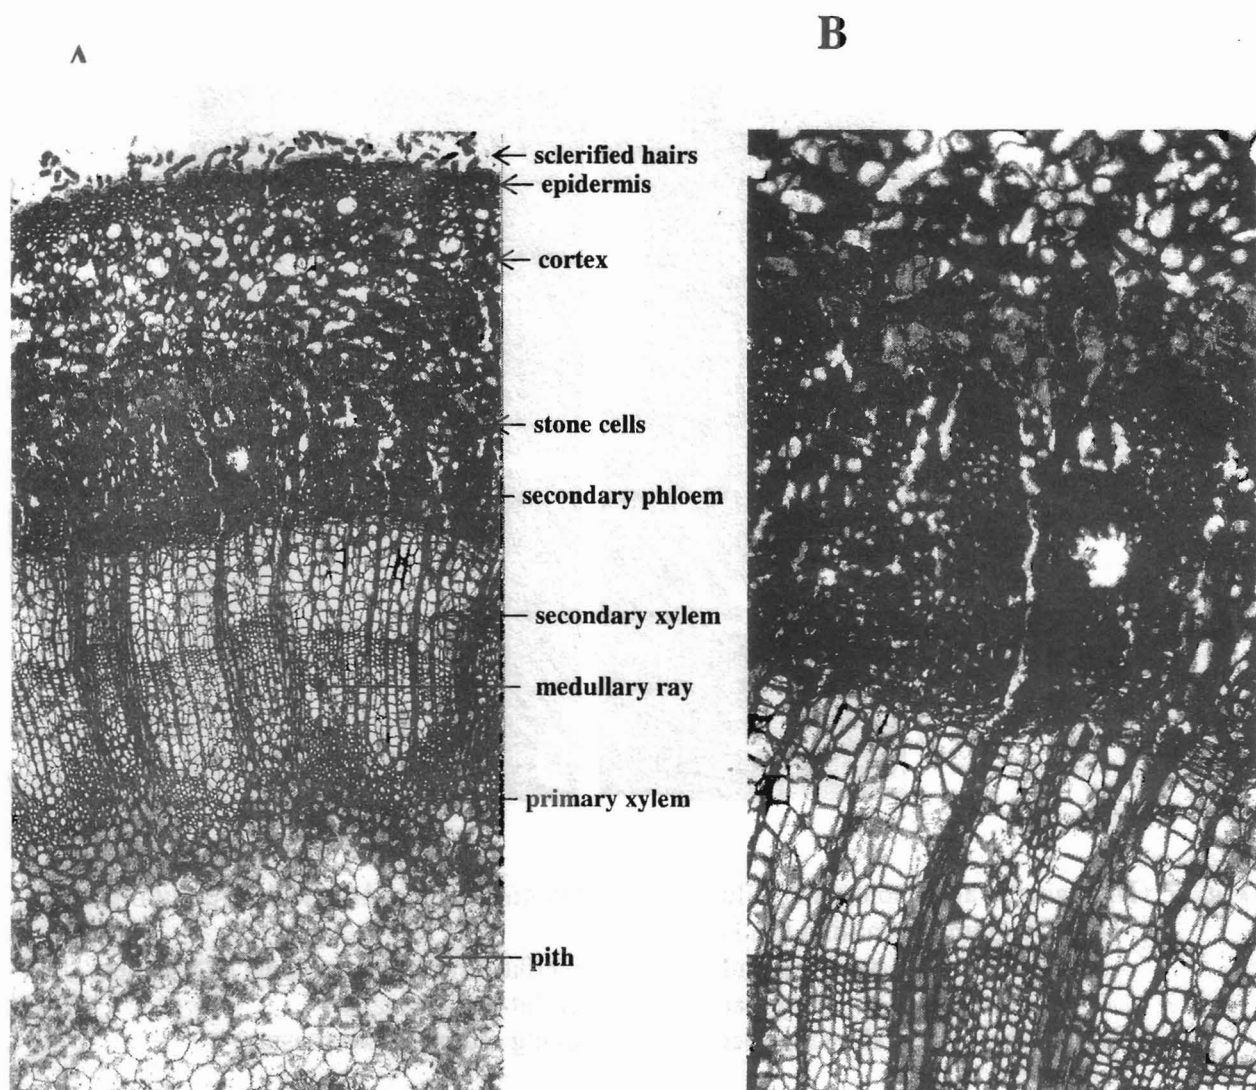 A
B
sclerified hairs
epidermis
cortex
stone cells
secondary phloem
secondary xylem
medullary ray
primary xylem
pith